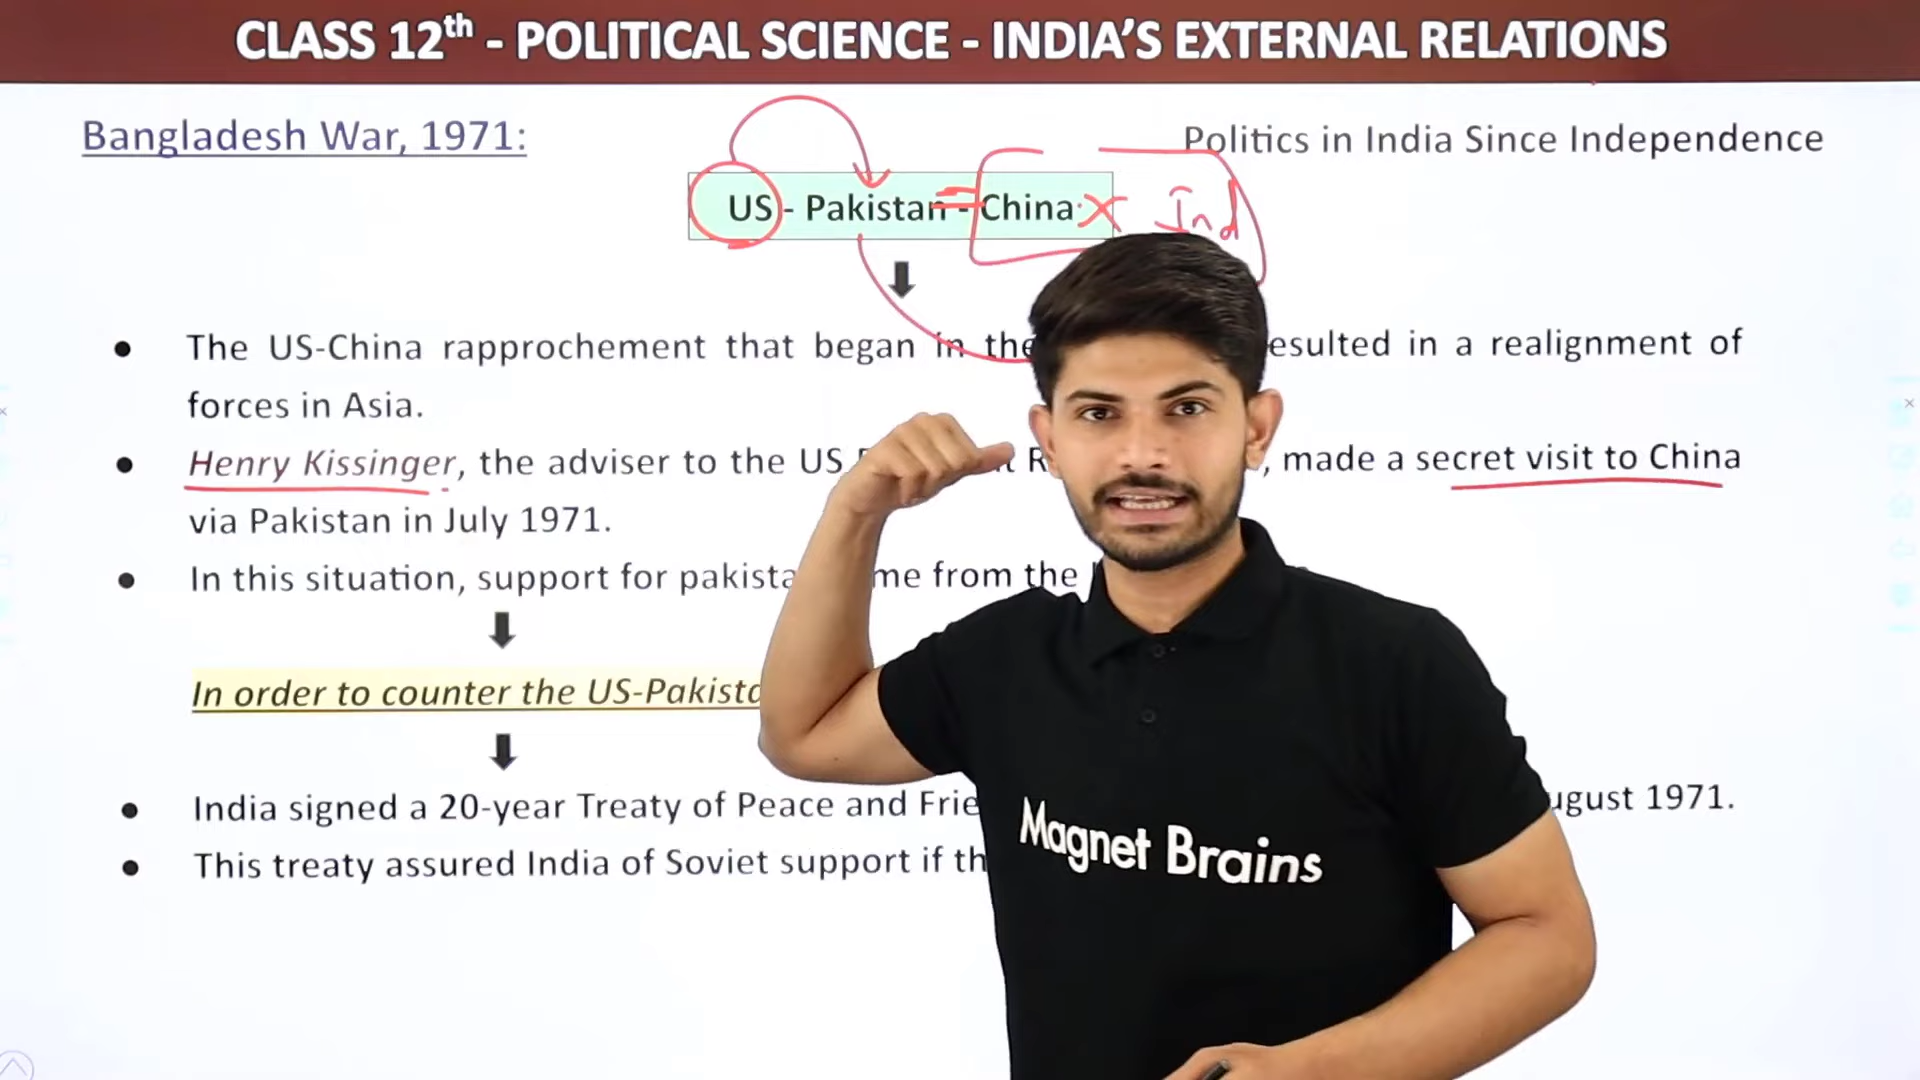 CLASS 12th - POLITICAL SCIENCE - INDIA’S EXTERNAL RELATIONS
Bangladesh War, 1971:
Politics in India Since Independence
US - Pakistan - China x Ind
The US-China rapprochement that began in the
esulted in a realignment of
forces in Asia.
Henry Kissinger, the adviser to the US
, made a secret visit to China
via Pakistan in July 1971.
In this situation, support for pakista me from the
In order to counter the US-Pakista
India signed a 20-year Treaty of Peace and Frie
ugust 1971.
This treaty assured India of Soviet support if th
Magnet Brains